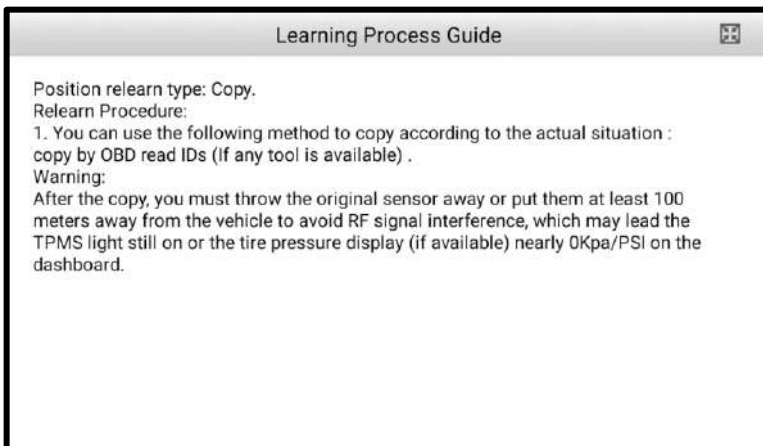 Learning Process Guide
Position relearn type: Copy.
Relearn Procedure:
1. You can use the following method to copy according to the actual situation :
copy by OBD read IDs (If any tool is available) .
Warning:
After the copy, you must throw the original sensor away or put them at least 100
meters away from the vehicle to avoid RF signal interference, which may lead the
TPMS light still on or the tire pressure display (if available) nearly 0Kpa/PSI on the
dashboard.